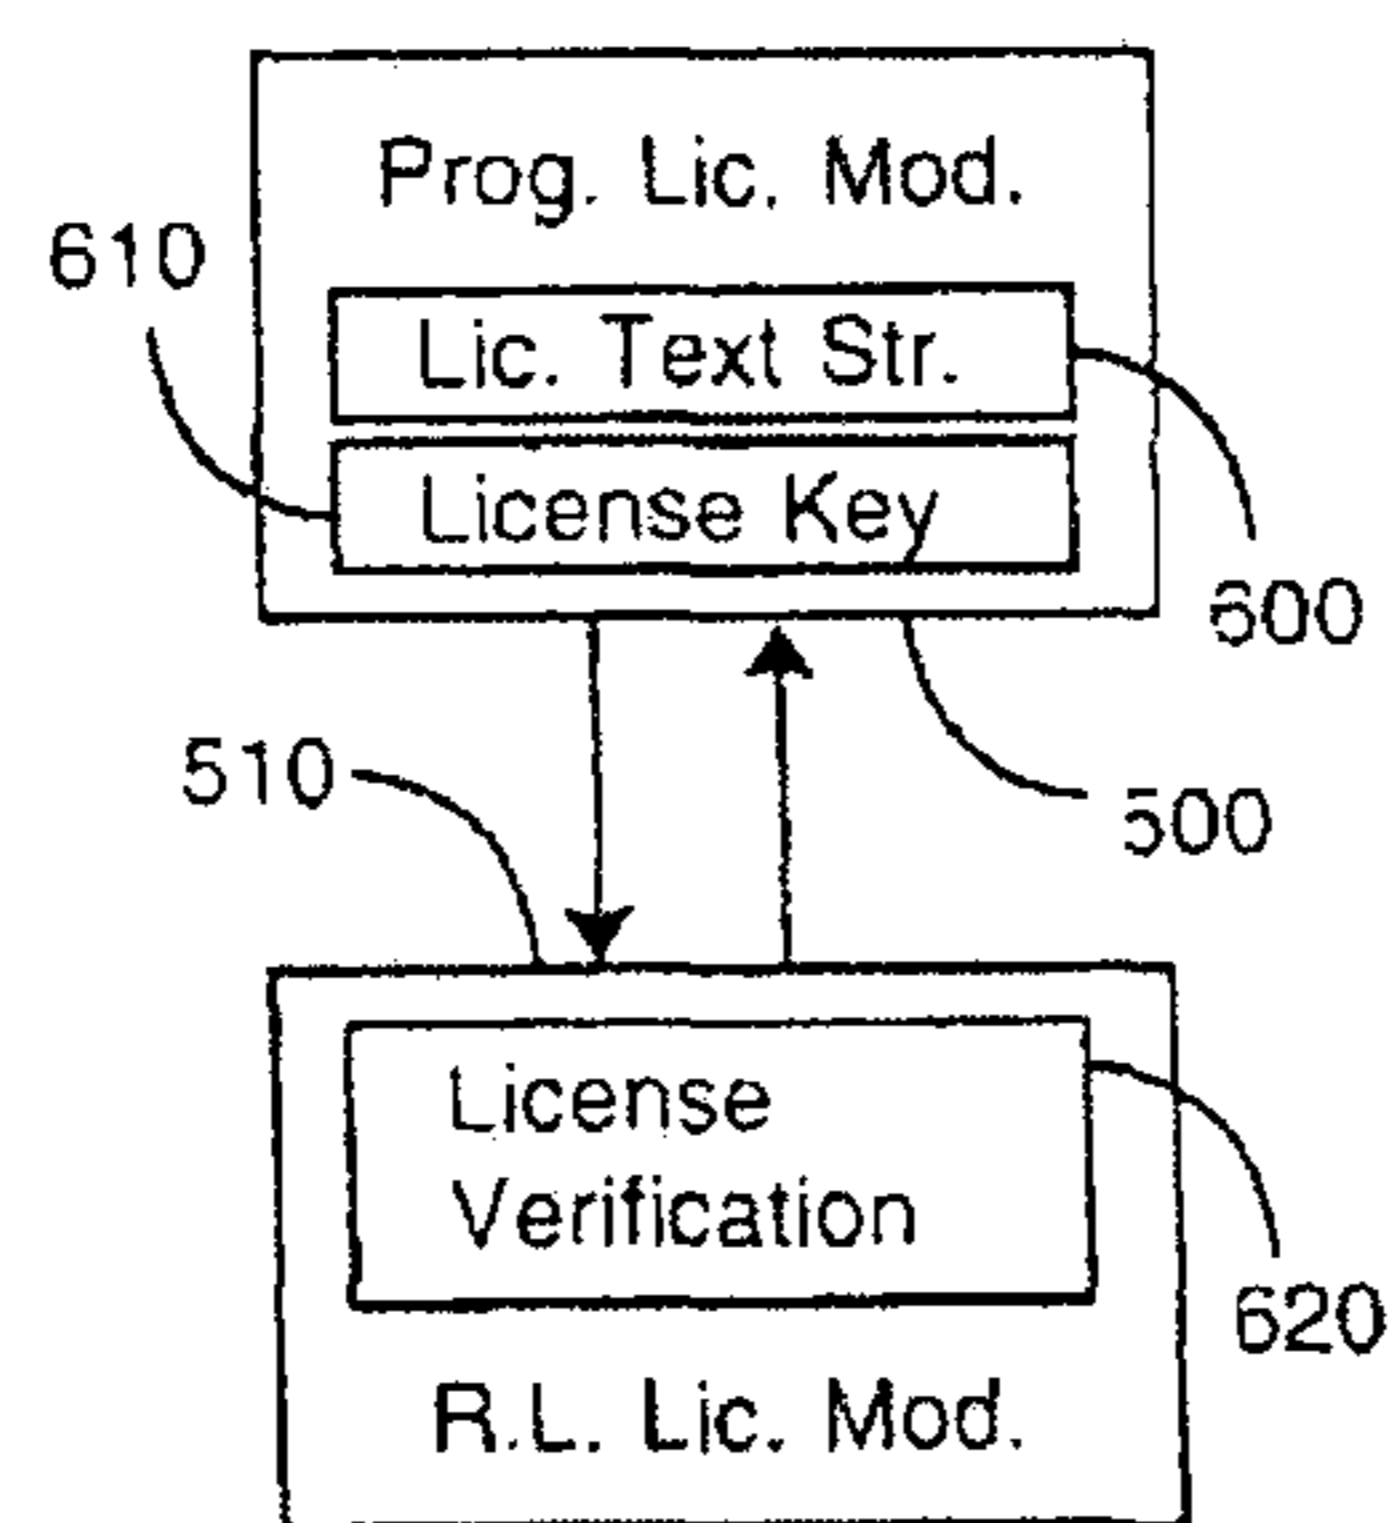 Prog. Lic. Mod.
610
Lic. Text Str.
License Key
600
510
500
License
Verification
620
R.L. Lic. Mod.